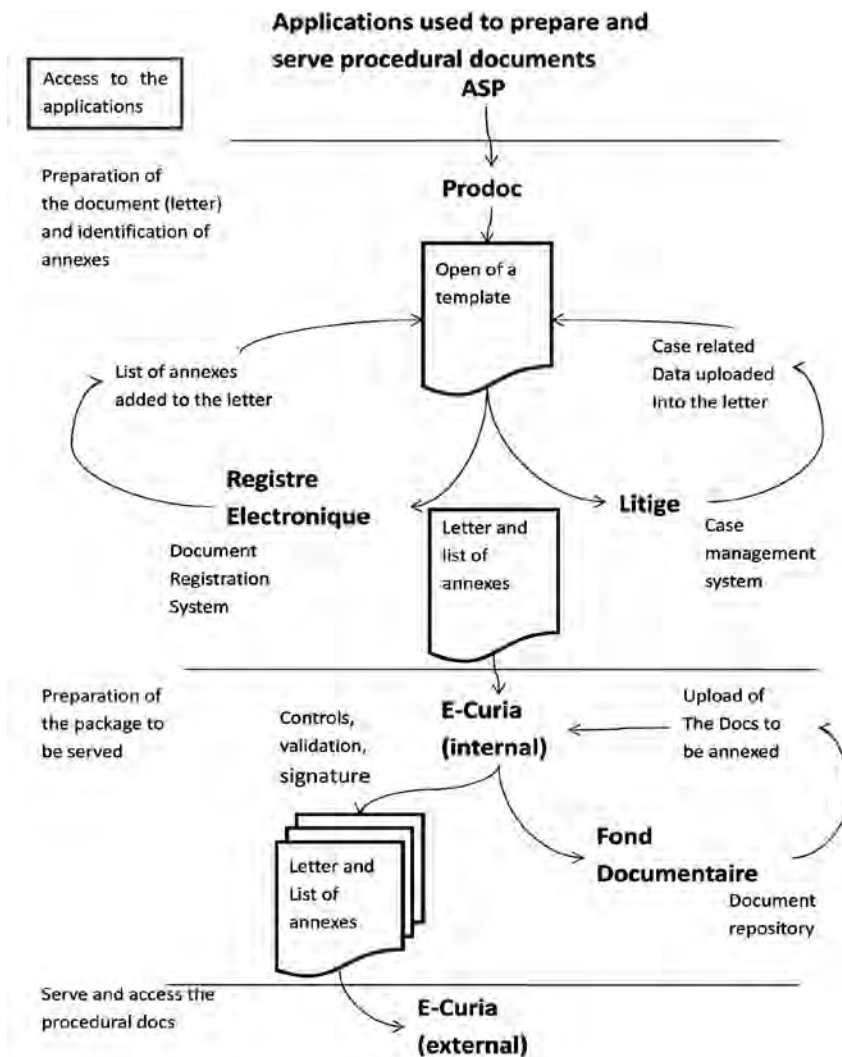 Applications used to prepare and
serve procedural documents
ASP
Access to the
applications
Preparation of
the document (letter)
and identification of
annexes
Prodoc
Open of a
template
List of annexes
added to the letter
Case related
Data uploaded
Into the letter
Registre
Electronique
Document
Registration
System
Letter and
list of
annexes
Litige
Case
management
system
Preparation of
the package to
be served
Controls,
validation,
signature
E-Curia
(internal)
Upload of
The Docs to
be annexed
Letter and
List of
annexes
Fond
Documentaire
Document
repository
Serve and access the
procedural docs
E-Curia
(external)